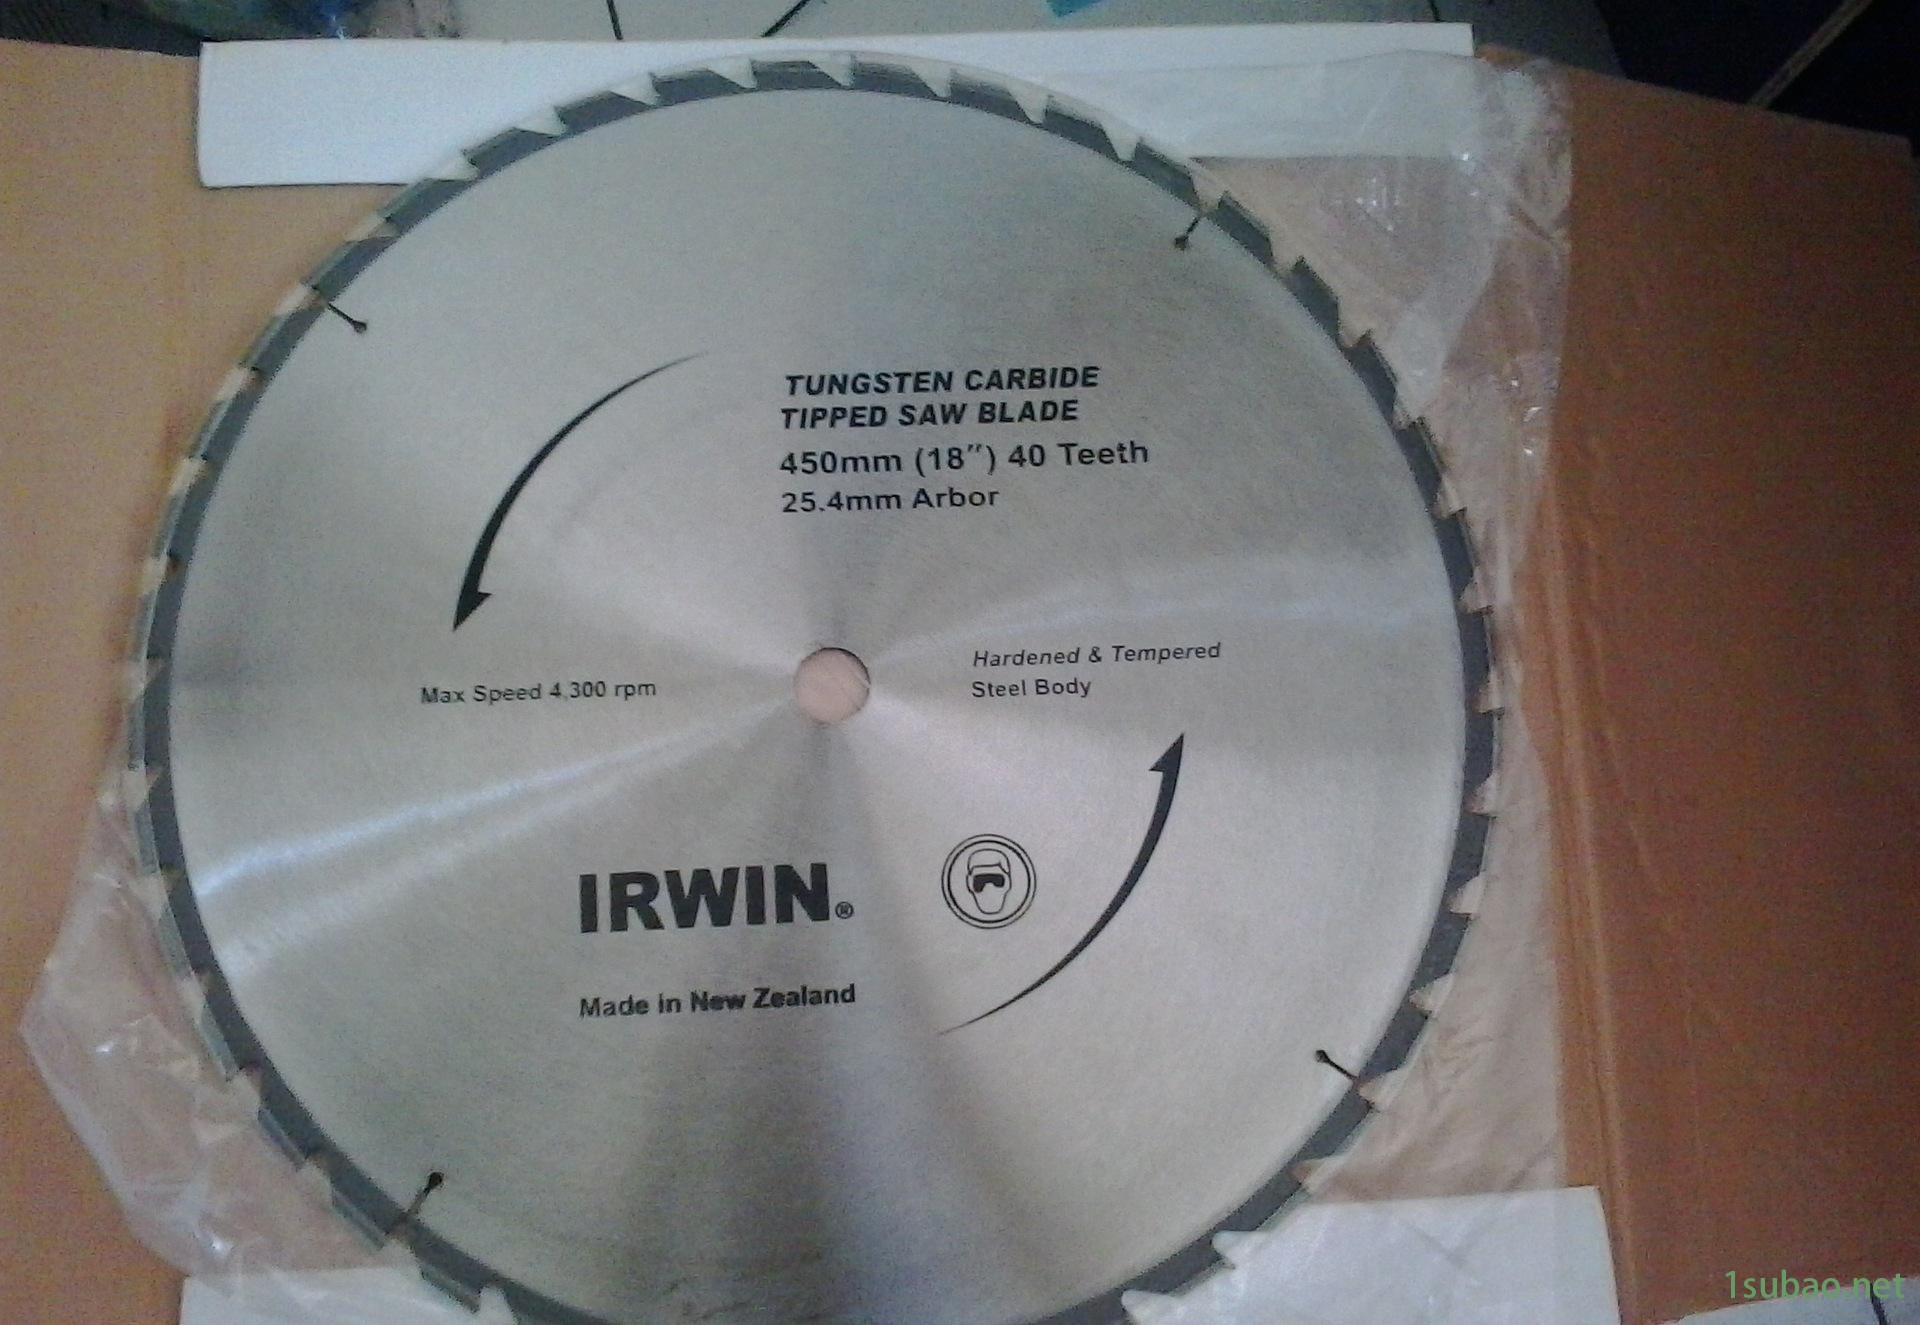 TUNGSTEN CARBIDE
TIPPED SAW BLADE
450mm (18″) 40 Teeth
25.4mm Arbor
Max Speed 4,300 rpm
Hardened & Tempered
Steel Body
IRWIN®
Made in New Zealand
1subao.net